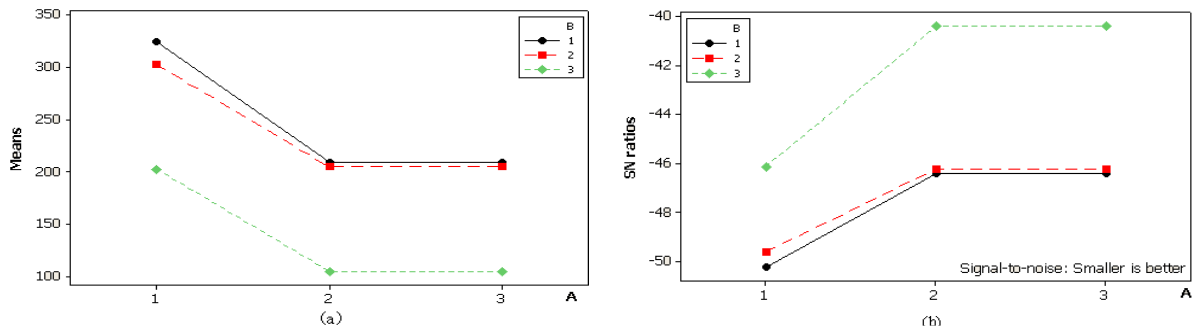 Means
350
300
250
200
150
100
B
1
2
3
1 2 3 A
(a)
SN ratios
-40
-42
-44
-46
-48
-50
B
1
2
3
Signal-to-noise: Smaller is better
1 2 3 A
(b)